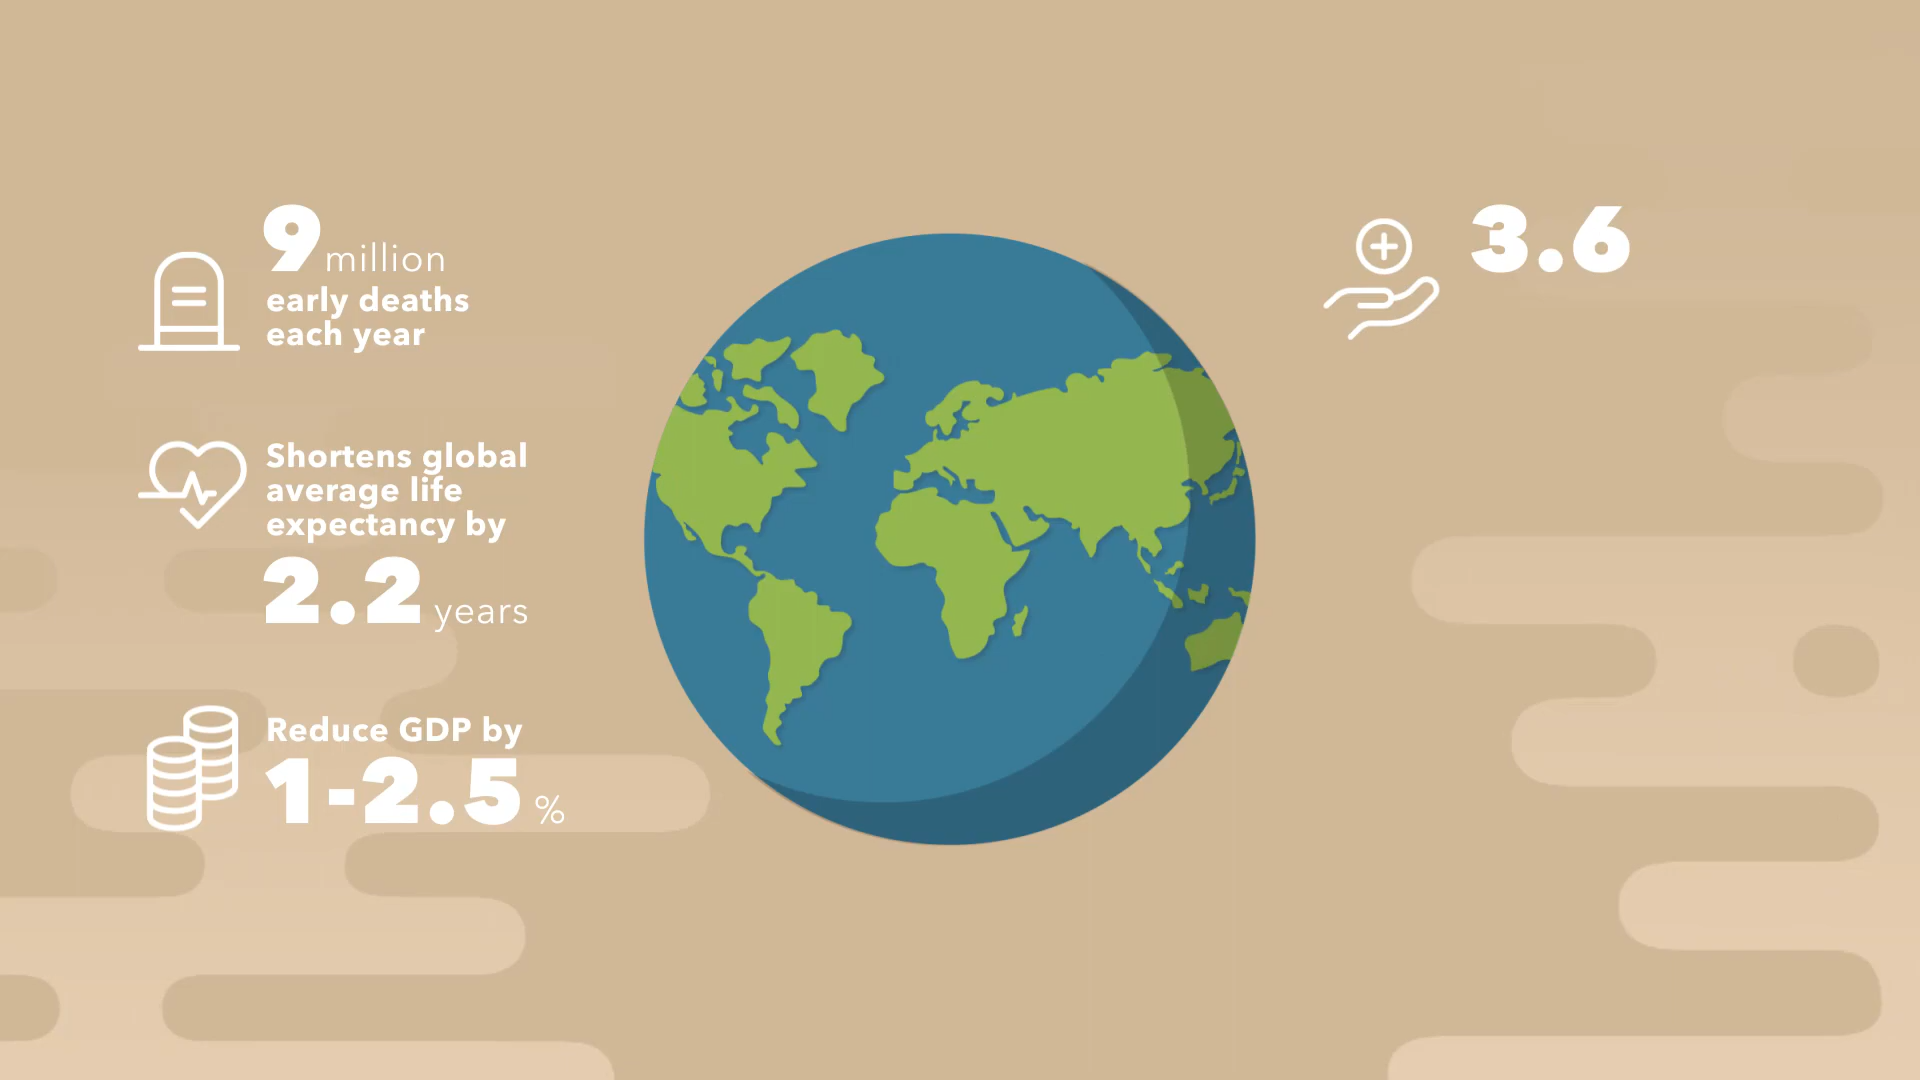 9 million
early deaths
each year
Shortens global
average life
expectancy by
2.2 years
Reduce GDP by
1-2.5 %
3.6